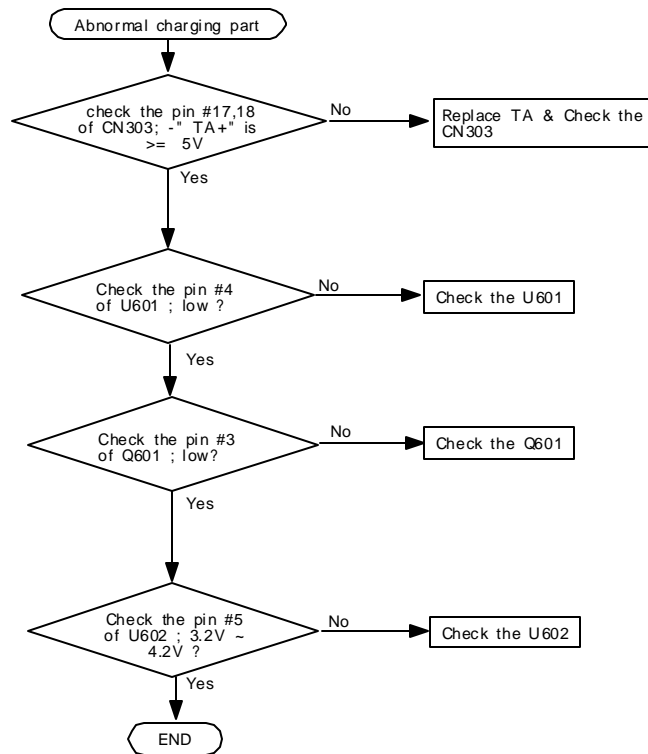 Abnormal charging part
check the pin #17,18
of CN303; -" TA+" is
>= 5V
No
Replace TA & Check the
CN303
Yes
Check the pin #4
of U601 ; low ?
No
Check the U601
Yes
Check the pin #3
of Q601 ; low?
No
Check the Q601
Yes
Check the pin #5
of U602 ; 3.2V ~
4.2V ?
No
Check the U602
Yes
END